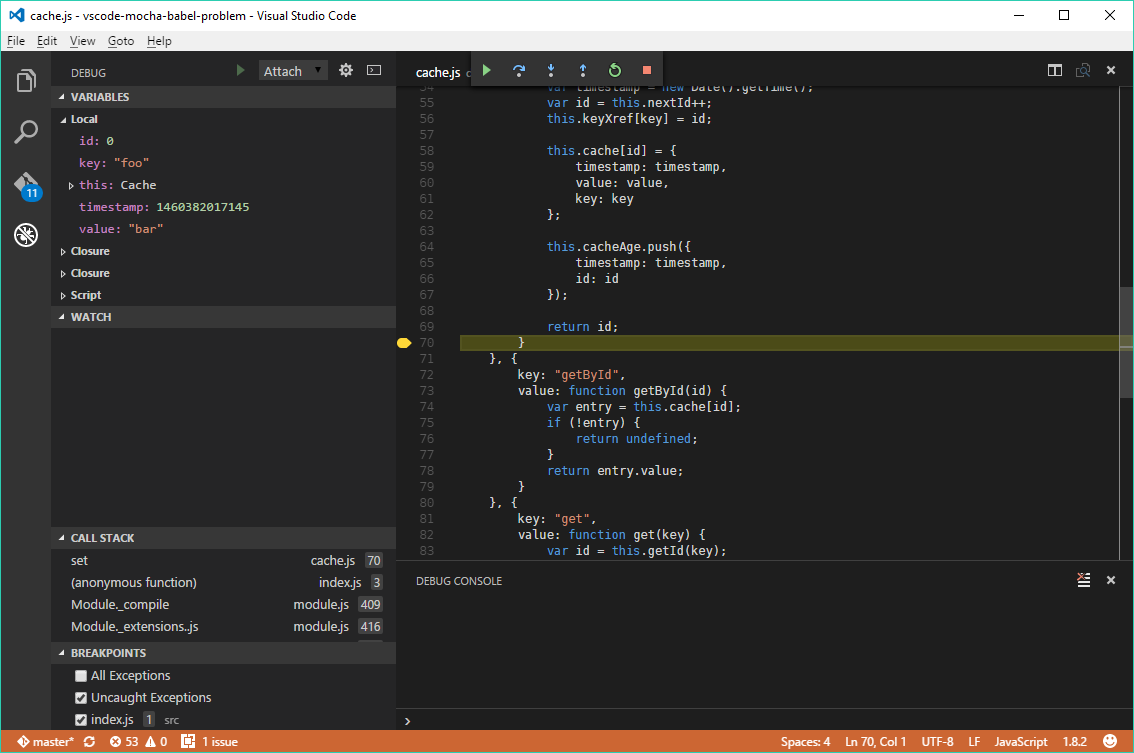 cache.js - vscode-mocha-babel-problem - Visual Studio Code
File Edit View Goto Help
DEBUG Attach
cache.js
VARIABLES
Local
id: 0
key: "foo"
this: Cache
timestamp: 1460382017145
value: "bar"
Closure
Closure
Script
WATCH
11
CALL STACK
set cache.js 70
(anonymous function) index.js 3
Module._compile module.js 409
Module._extensions..js module.js 416
BREAKPOINTS
All Exceptions
Uncaught Exceptions
index.js 1 src
54 var timestamp = new Date().getTime();
55 var id = this.nextId++;
56 this.keyXref[key] = id;
57
58 this.cache[id] = {
59 timestamp: timestamp,
60 value: value,
61 key: key
62 };
63
64 this.cacheAge.push({
65 timestamp: timestamp,
66 id: id
67 });
68
69 return id;
70 }
71 }, {
72 key: "getById",
73 value: function getById(id) {
74 var entry = this.cache[id];
75 if (!entry) {
76 return undefined;
77 }
78 return entry.value;
79 }
80 }, {
81 key: "get",
82 value: function get(key) {
83 var id = this.getId(key);
DEBUG CONSOLE
master* 53 0 1 issue Spaces: 4 Ln 70, Col 1 UTF-8 LF JavaScript 1.8.2